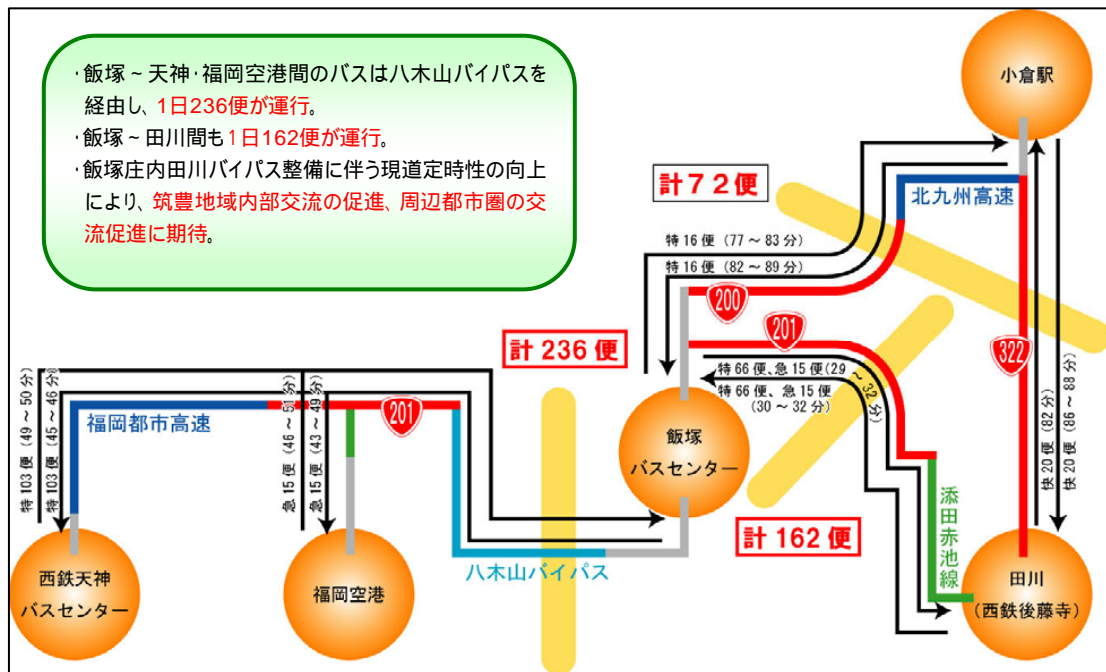 ・飯塚～天神・福岡空港間のバスは八木山バイパスを
経由し、1日236便が運行。
・飯塚～田川間も1日162便が運行。
・飯塚庄内田川バイパス整備に伴う現道定時性の向上
により、筑豊地域内部交流の促進、周辺都市圏の交
流促進に期待。
小倉駅
計72便
北九州高速
特16便（77～83分）
特16便（82～89分）
200
201
322
計236便
特66便、急15便(29～32分)
特66便、急15便
（30～32分）
特103便（49～50分）
特103便（45～46分）
福岡都市高速
急15便（46～51分）
急15便（43～49分）
201
飯塚
バスセンター
快20便（82分）
快20便（86～88分）
計162便
添田赤池線
八木山バイパス
西鉄天神
バスセンター
福岡空港
田川
（西鉄後藤寺）